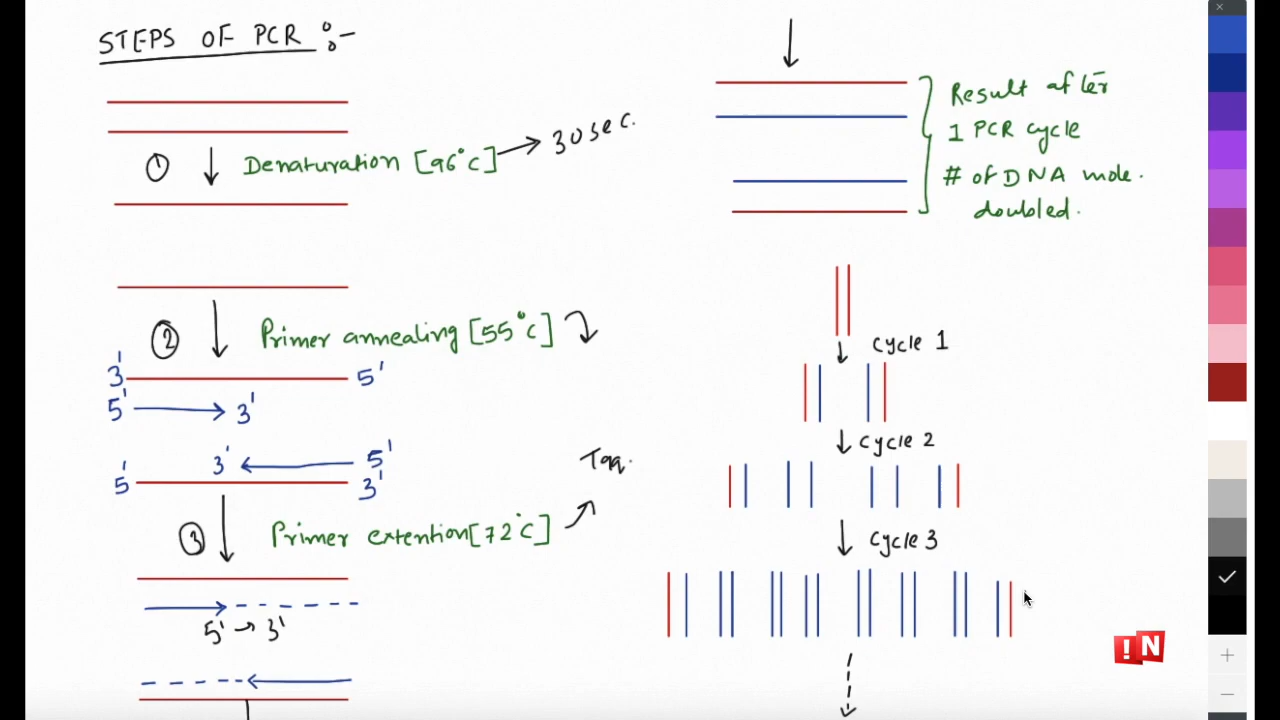 STEPS OF PCR :-
① Denaturation [96°C] → 30 sec.
② Primer annealing [55°C]
3' 5'
5' 3'
3' 5'
5' 3'
Taq.
③ Primer extention [72°C]
5' → 3'
Result after
1 PCR cycle
# of DNA mole.
doubled.
cycle 1
cycle 2
cycle 3
!N